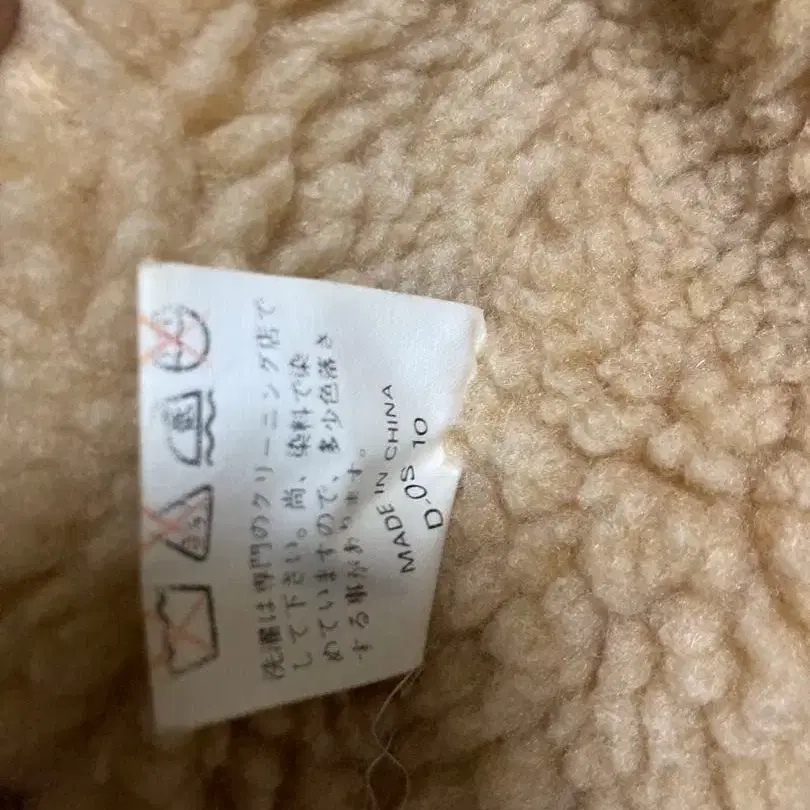 洗濯は専門のクリーニング店で
して下さい。尚、染料で染
めていますので、多少色落き
する事があります。
MADE IN CHINA
D-OS 10